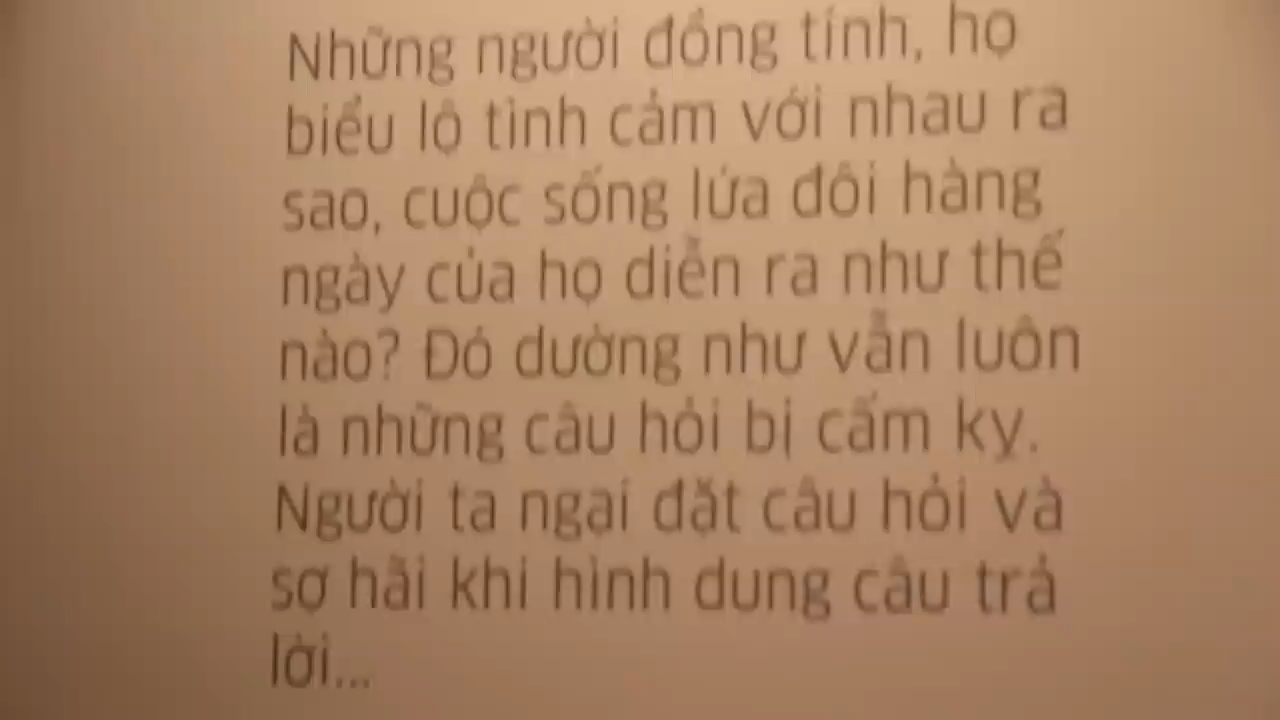 Những người đồng tính, họ
biểu lộ tình cảm với nhau ra
sao, cuộc sống lứa đôi hàng
ngày của họ diễn ra như thế
nào? Đó dường như vẫn luôn
là những câu hỏi bị cấm kỵ.
Người ta ngại đặt câu hỏi và
sợ hãi khi hình dung câu trả
lời...